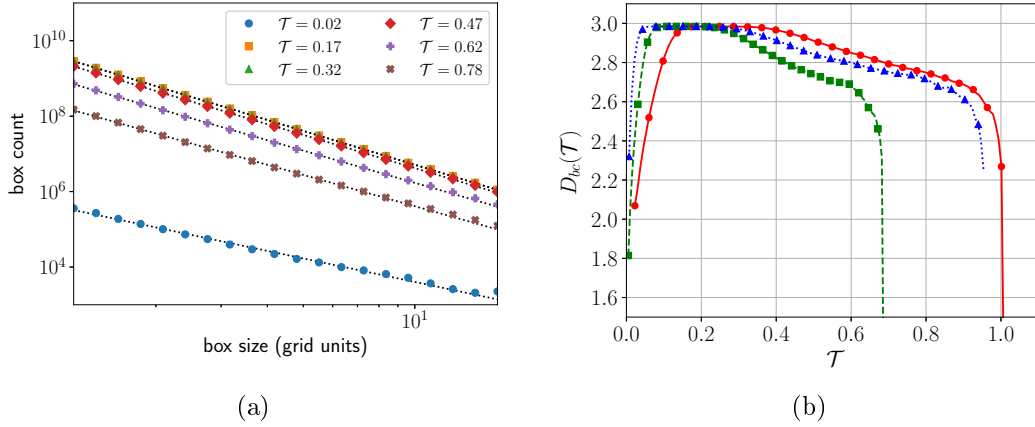 𝒯 = 0.02 𝒯 = 0.47
𝒯 = 0.17 𝒯 = 0.62
𝒯 = 0.32 𝒯 = 0.78
10^10
10^8
10^6
10^4
box count
10^1
box size (grid units)
(a)
3.0
2.8
2.6
2.4
2.2
2.0
1.8
1.6
D_bc(𝒯)
0.0 0.2 0.4 0.6 0.8 1.0
𝒯
(b)